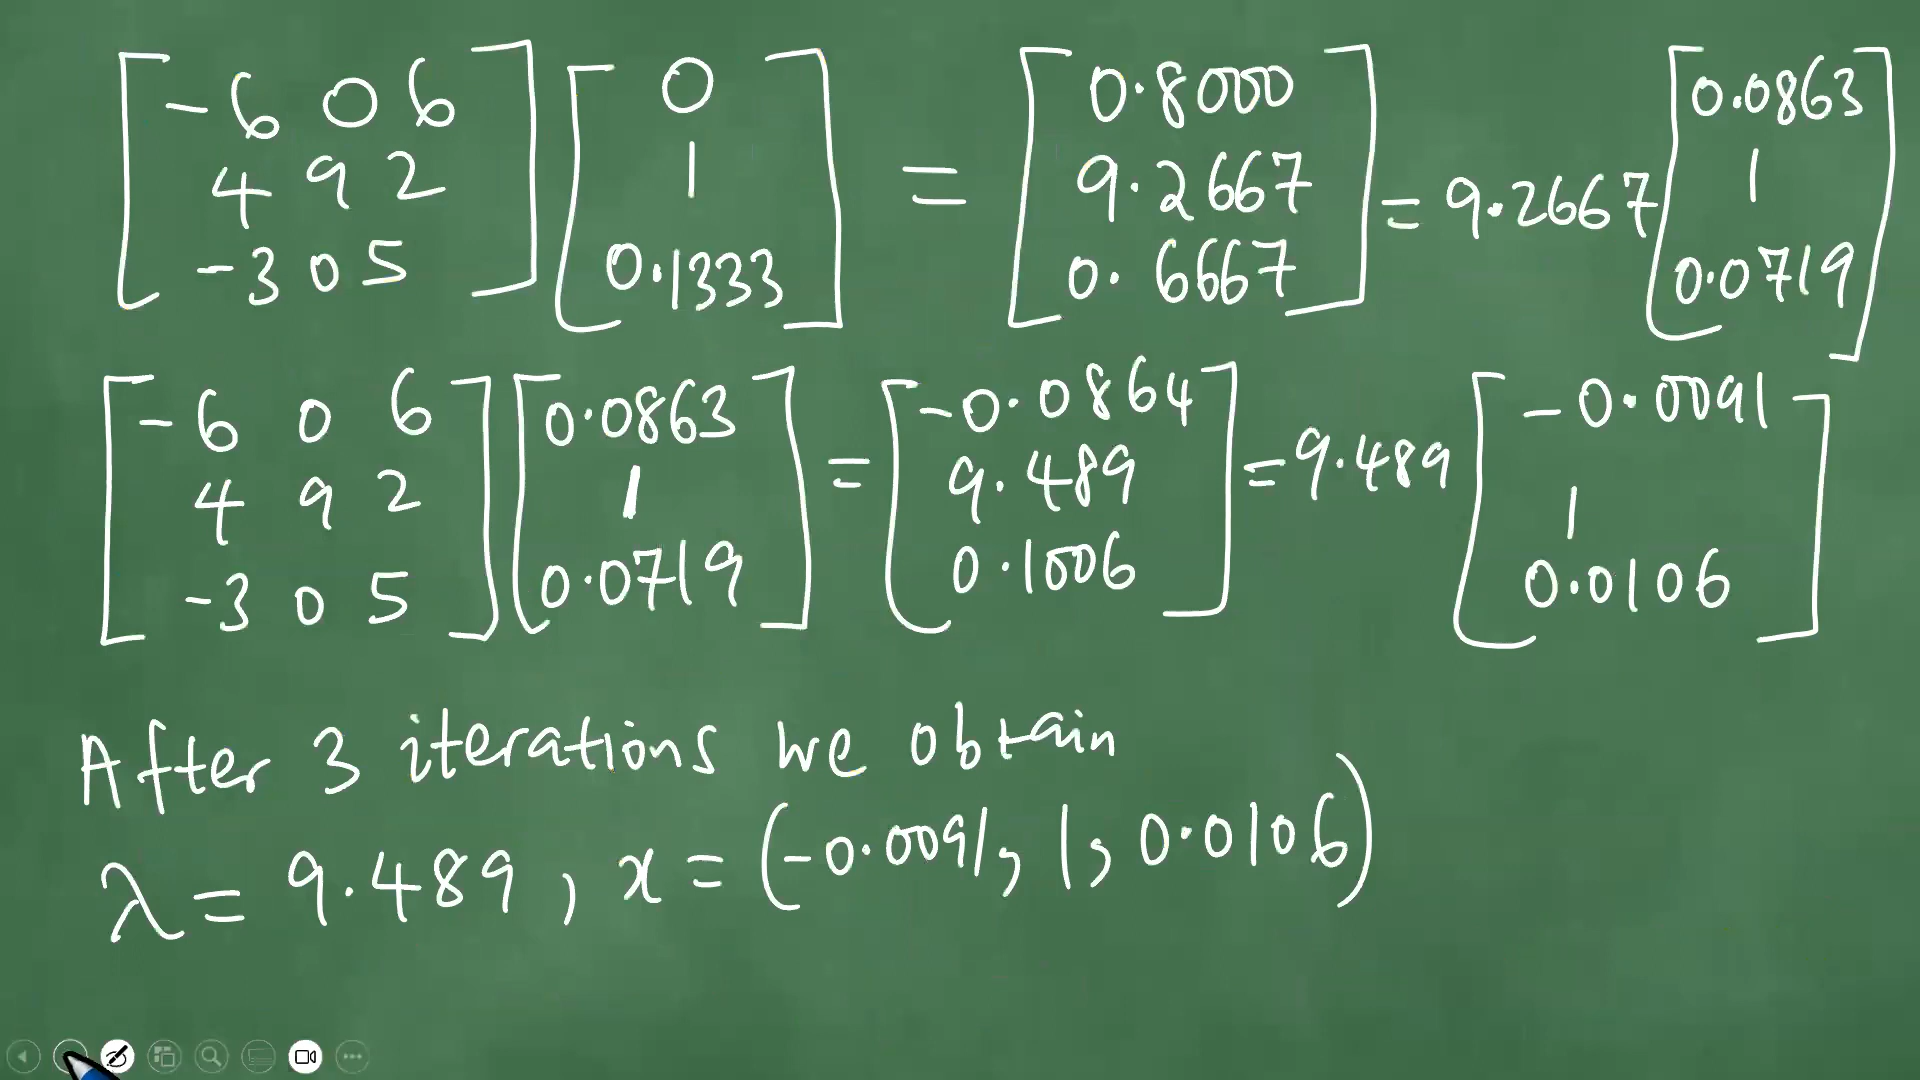 [-6 0 6; 4 9 2; -3 0 5] [0; 1; 0.1333] = [0.8000; 9.2667; 0.6667] = 9.2667 [0.0863; 1; 0.0719]
[-6 0 6; 4 9 2; -3 0 5] [0.0863; 1; 0.0719] = [-0.0864; 9.489; 0.1006] = 9.489 [-0.0091; 1; 0.0106]
After 3 iterations we obtain
λ = 9.489, x = (-0.0091, 1, 0.0106)